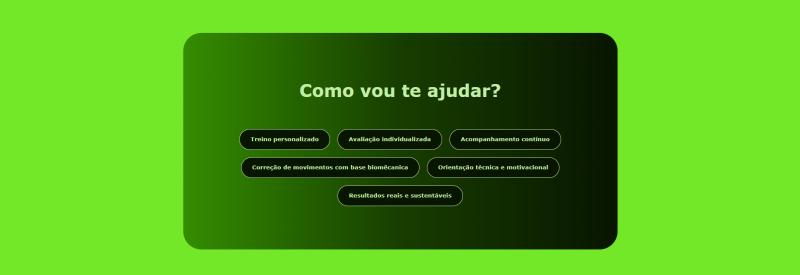 Como vou te ajudar?
Treino personalizado
Avaliação individualizada
Acompanhamento contínuo
Correção de movimentos com base biomêcanica
Orientação técnica e motivacional
Resultados reais e sustentáveis